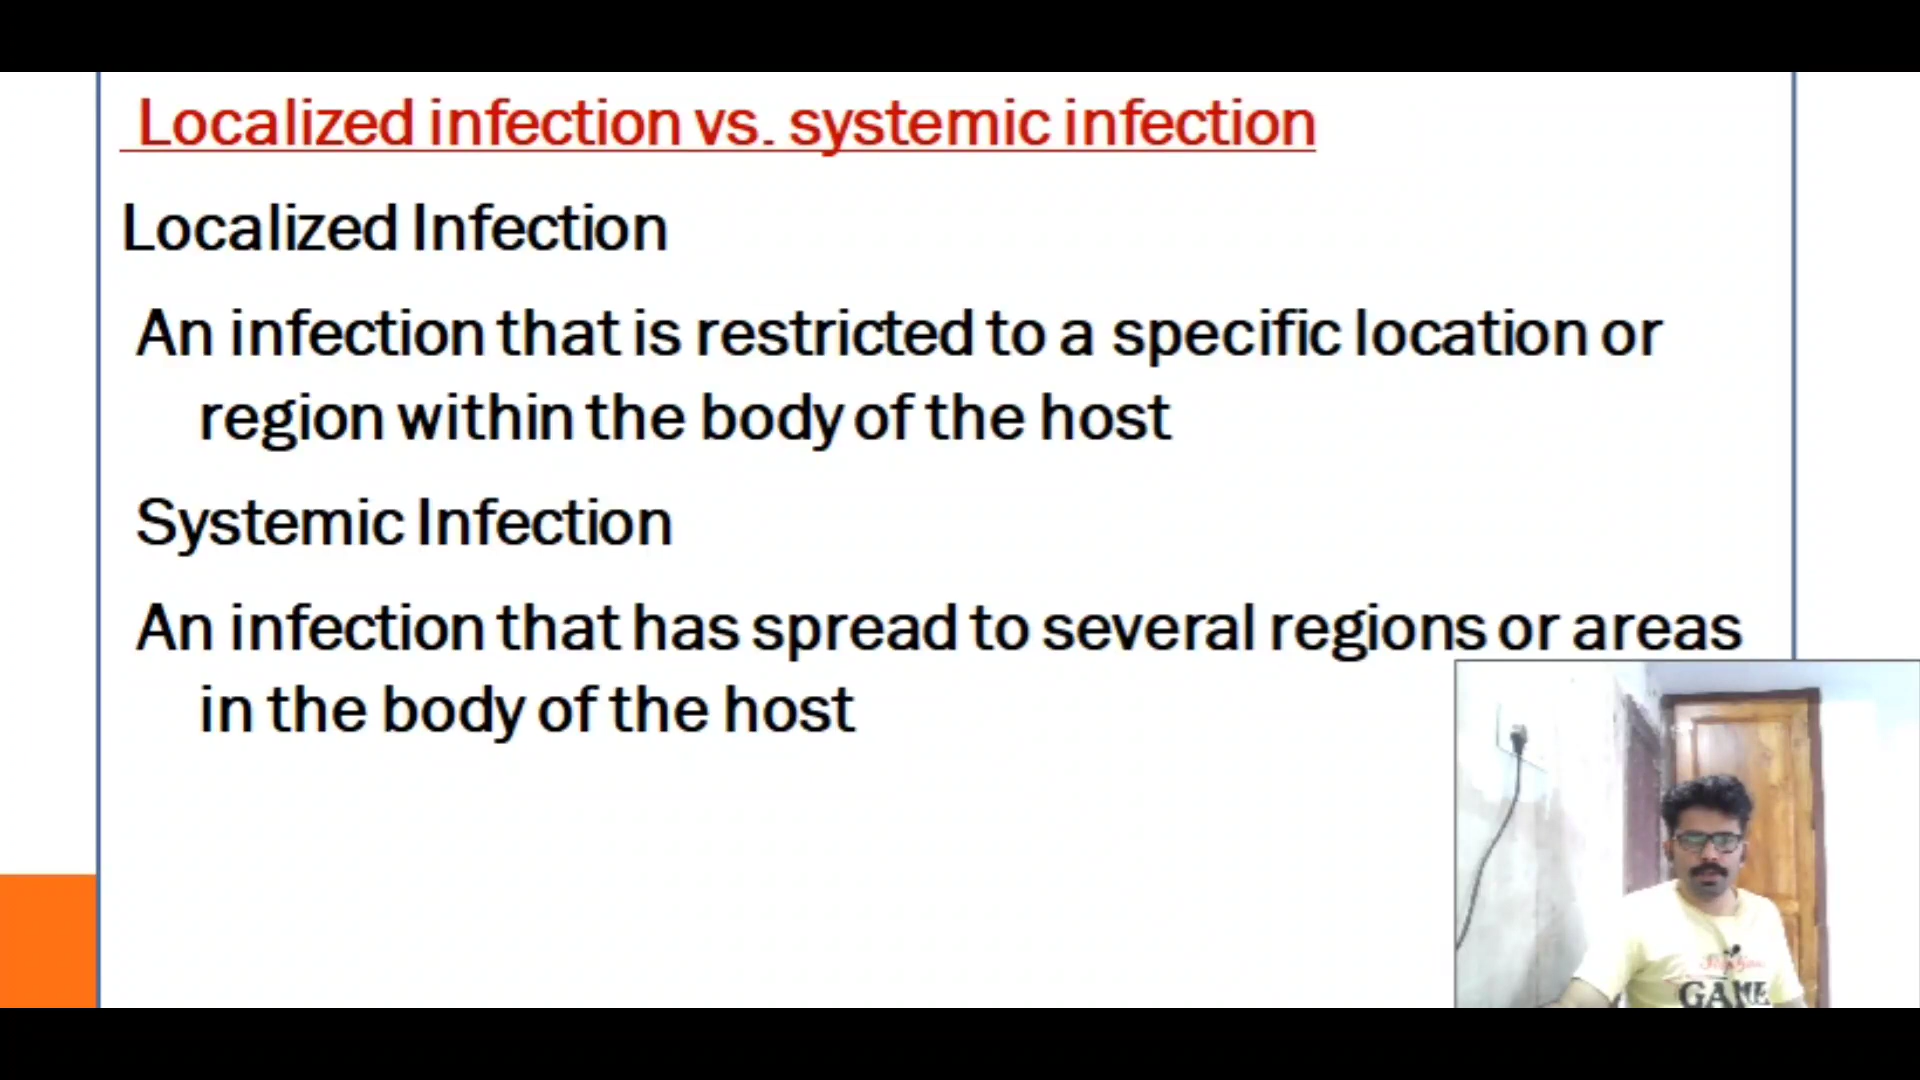 Localized infection vs. systemic infection
Localized Infection
An infection that is restricted to a specific location or
region within the body of the host
Systemic Infection
An infection that has spread to several regions or areas
in the body of the host
GAME